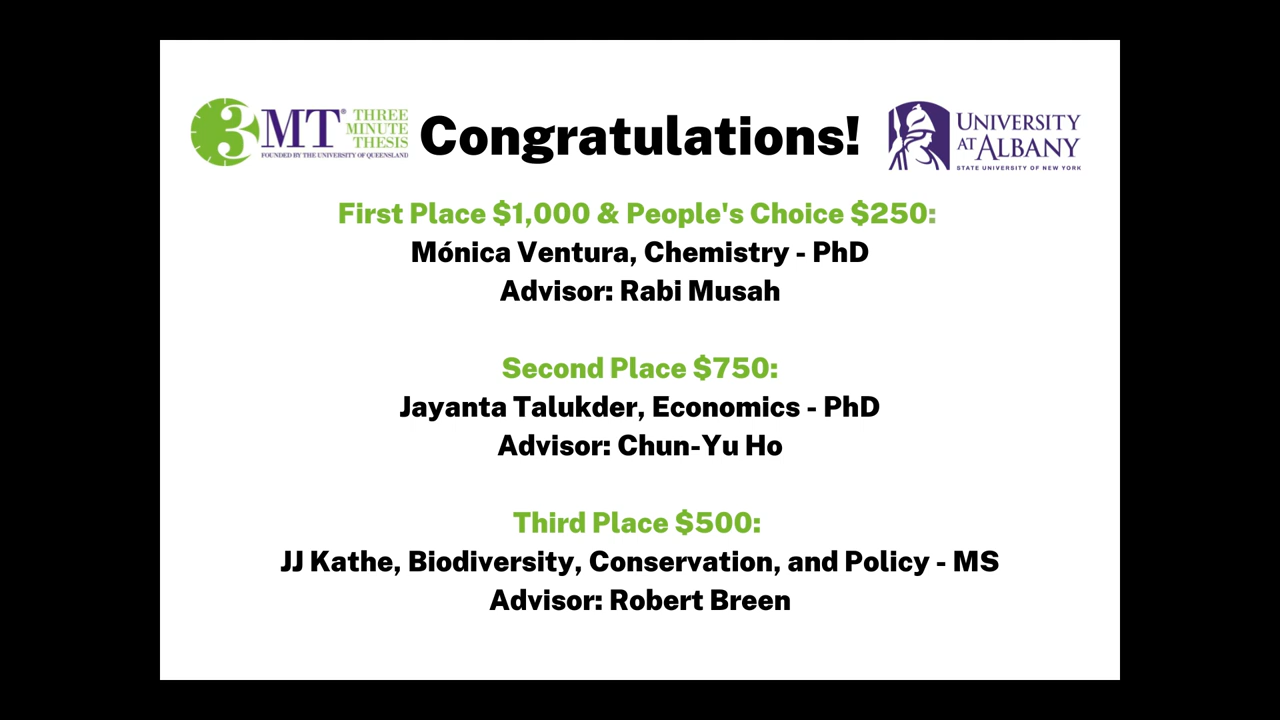 3MT® THREE MINUTE THESIS
FOUNDED BY THE UNIVERSITY OF QUEENSLAND
Congratulations!
UNIVERSITY AT ALBANY
STATE UNIVERSITY OF NEW YORK
First Place $1,000 & People's Choice $250:
Mónica Ventura, Chemistry - PhD
Advisor: Rabi Musah
Second Place $750:
Jayanta Talukder, Economics - PhD
Advisor: Chun-Yu Ho
Third Place $500:
JJ Kathe, Biodiversity, Conservation, and Policy - MS
Advisor: Robert Breen